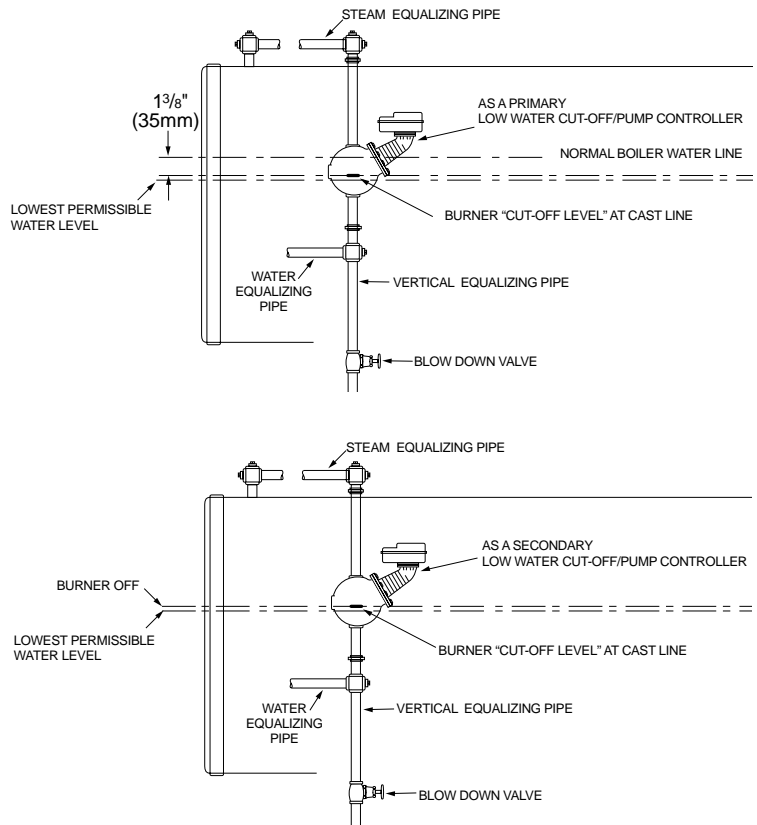 STEAM EQUALIZING PIPE
1 3/8"
(35mm)
AS A PRIMARY
LOW WATER CUT-OFF/PUMP CONTROLLER
NORMAL BOILER WATER LINE
LOWEST PERMISSIBLE
WATER LEVEL
BURNER “CUT-OFF LEVEL” AT CAST LINE
WATER
EQUALIZING
PIPE
VERTICAL EQUALIZING PIPE
BLOW DOWN VALVE
STEAM EQUALIZING PIPE
AS A SECONDARY
LOW WATER CUT-OFF/PUMP CONTROLLER
BURNER OFF
LOWEST PERMISSIBLE
WATER LEVEL
BURNER “CUT-OFF LEVEL” AT CAST LINE
WATER
EQUALIZING
PIPE
VERTICAL EQUALIZING PIPE
BLOW DOWN VALVE